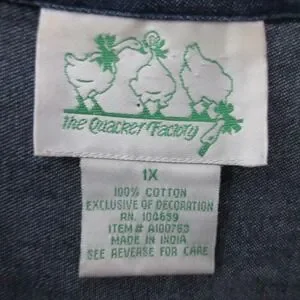 The Quacker Factory
1X
100% COTTON
EXCLUSIVE OF DECORATION
RN. 104639
ITEM# A100783
MADE IN INDIA
SEE REVERSE FOR CARE